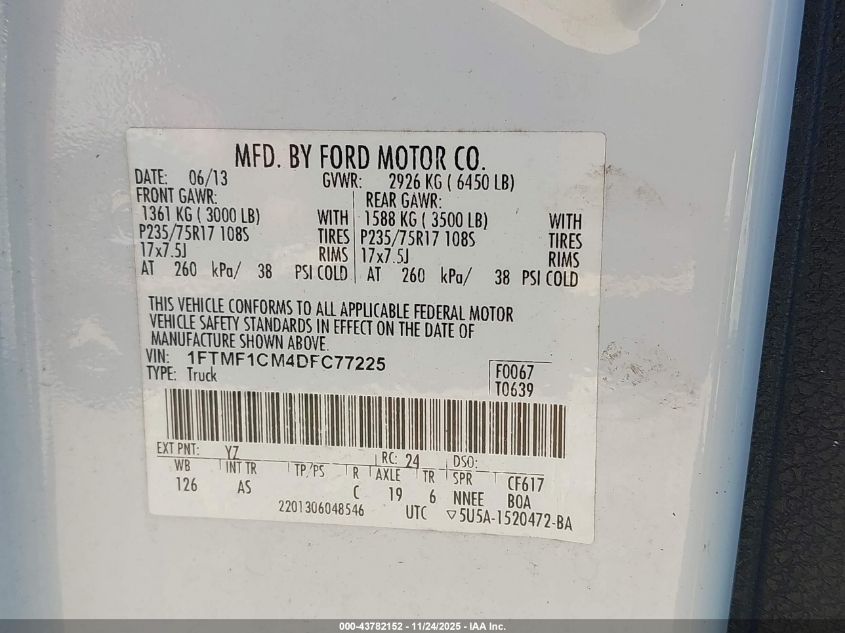 MFD. BY FORD MOTOR CO.
DATE: 06/13 GVWR: 2926 KG ( 6450 LB)
FRONT GAWR: REAR GAWR:
1361 KG ( 3000 LB) WITH 1588 KG ( 3500 LB) WITH
P235/75R17 108S TIRES P235/75R17 108S TIRES
17x7.5J RIMS 17x7.5J RIMS
AT 260 kPa/ 38 PSI COLD AT 260 kPa/ 38 PSI COLD
THIS VEHICLE CONFORMS TO ALL APPLICABLE FEDERAL MOTOR
VEHICLE SAFETY STANDARDS IN EFFECT ON THE DATE OF
MANUFACTURE SHOWN ABOVE.
VIN: 1FTMF1CM4DFC77225
TYPE: Truck
F0067
T0639
EXT PNT: YZ RC: 24 DSO:
WB INT TR TP/PS R AXLE TR SPR CF617
126 AS C 19 6 NNEE BOA
2201306048546 UTC ▽5U5A-1520472-BA
000-43782152 - 11/24/2025 - IAA Inc.